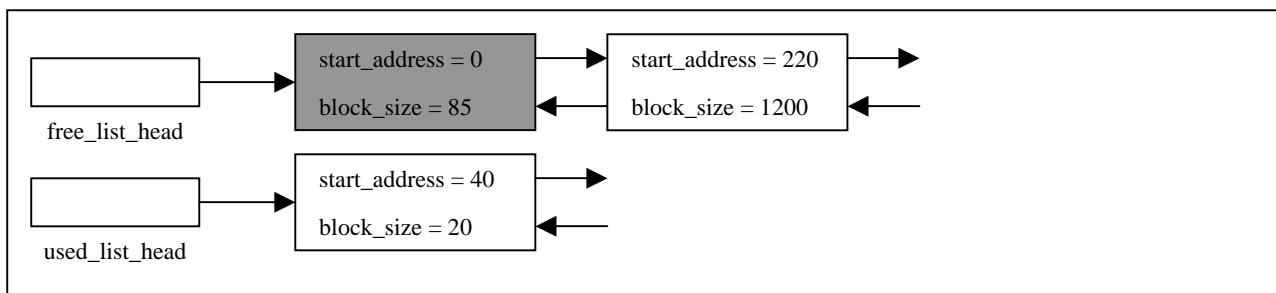 start_address = 0
block_size = 85
start_address = 220
block_size = 1200
free_list_head
start_address = 40
block_size = 20
used_list_head